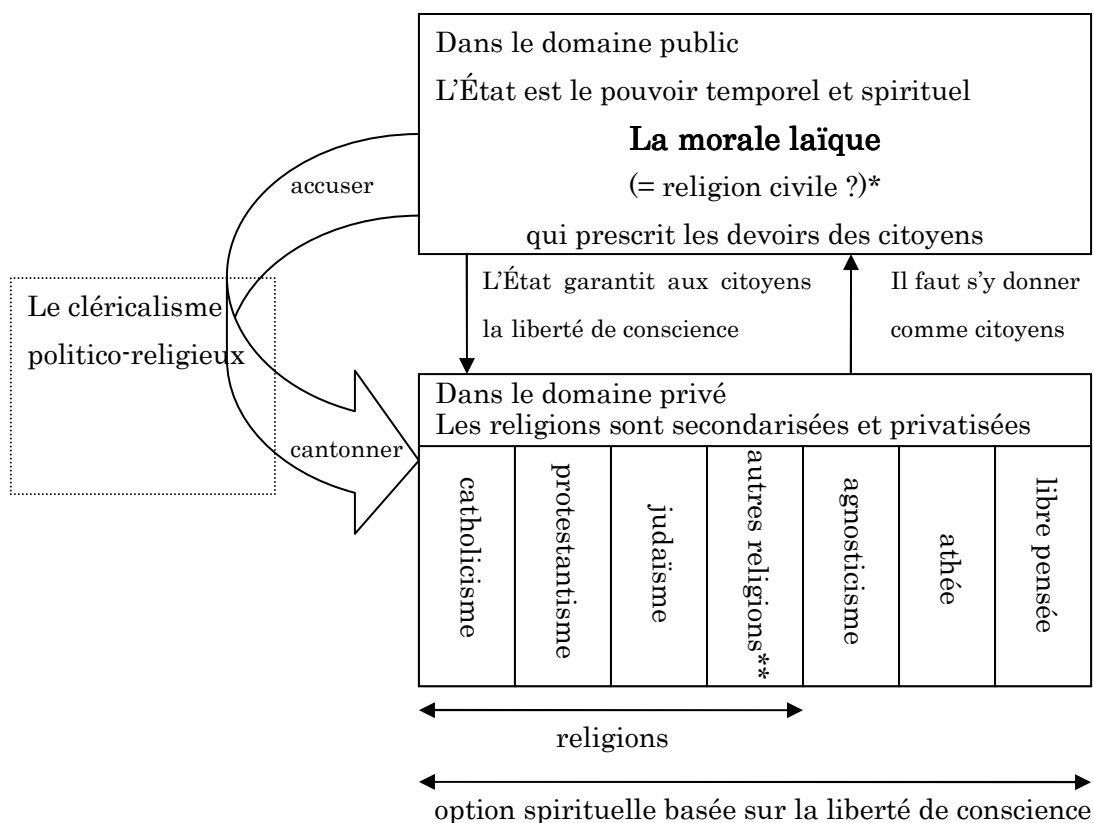 Dans le domaine public
L'État est le pouvoir temporel et spirituel
La morale laïque
(= religion civile ?)*
qui prescrit les devoirs des citoyens
accuser
Le cléricalisme
politico-religieux
cantonner
L'État garantit aux citoyens
la liberté de conscience
Il faut s'y donner
comme citoyens
Dans le domaine privé
Les religions sont secondarisées et privatisées
catholicisme
protestantisme
judaïsme
autres religions**
agnosticisme
athée
libre pensée
religions
option spirituelle basée sur la liberté de conscience